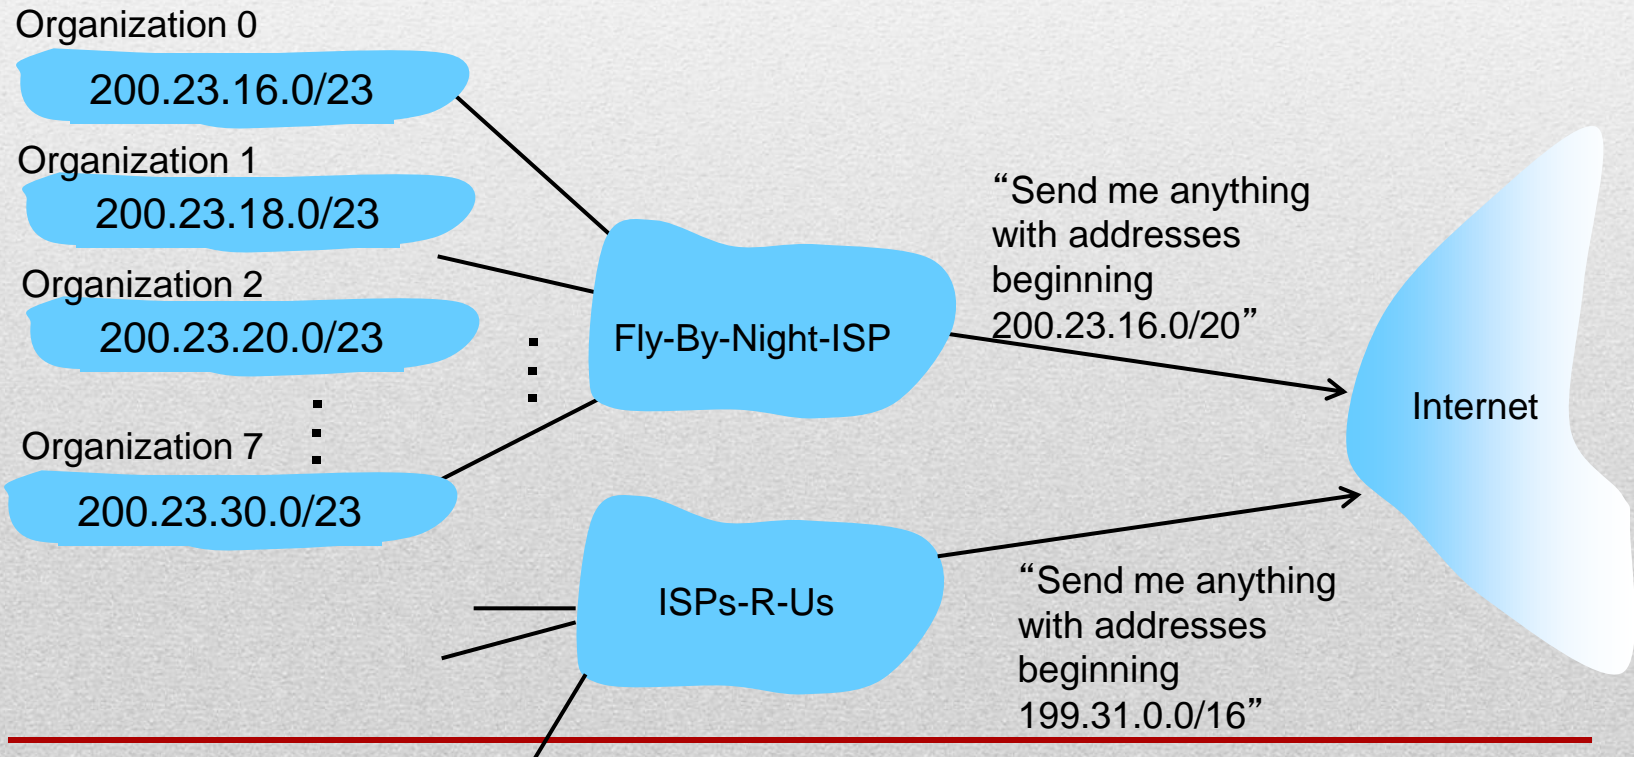 Organization 0
200.23.16.0/23
Organization 1
200.23.18.0/23
Organization 2
200.23.20.0/23
Organization 7
200.23.30.0/23
Fly-By-Night-ISP
“Send me anything
with addresses
beginning
200.23.16.0/20”
Internet
ISPs-R-Us
“Send me anything
with addresses
beginning
199.31.0.0/16”